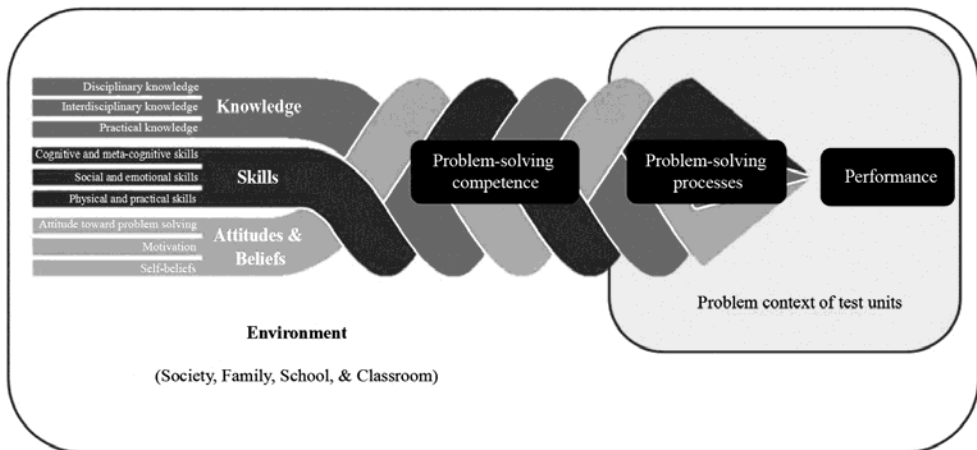 Disciplinary knowledge
Interdisciplinary knowledge
Practical knowledge
Knowledge
Cognitive and meta-cognitive skills
Social and emotional skills
Physical and practical skills
Skills
Attitude toward problem solving
Motivation
Self-beliefs
Attitudes &
Beliefs
Problem-solving
competence
Problem-solving
processes
Performance
Problem context of test units
Environment
(Society, Family, School, & Classroom)